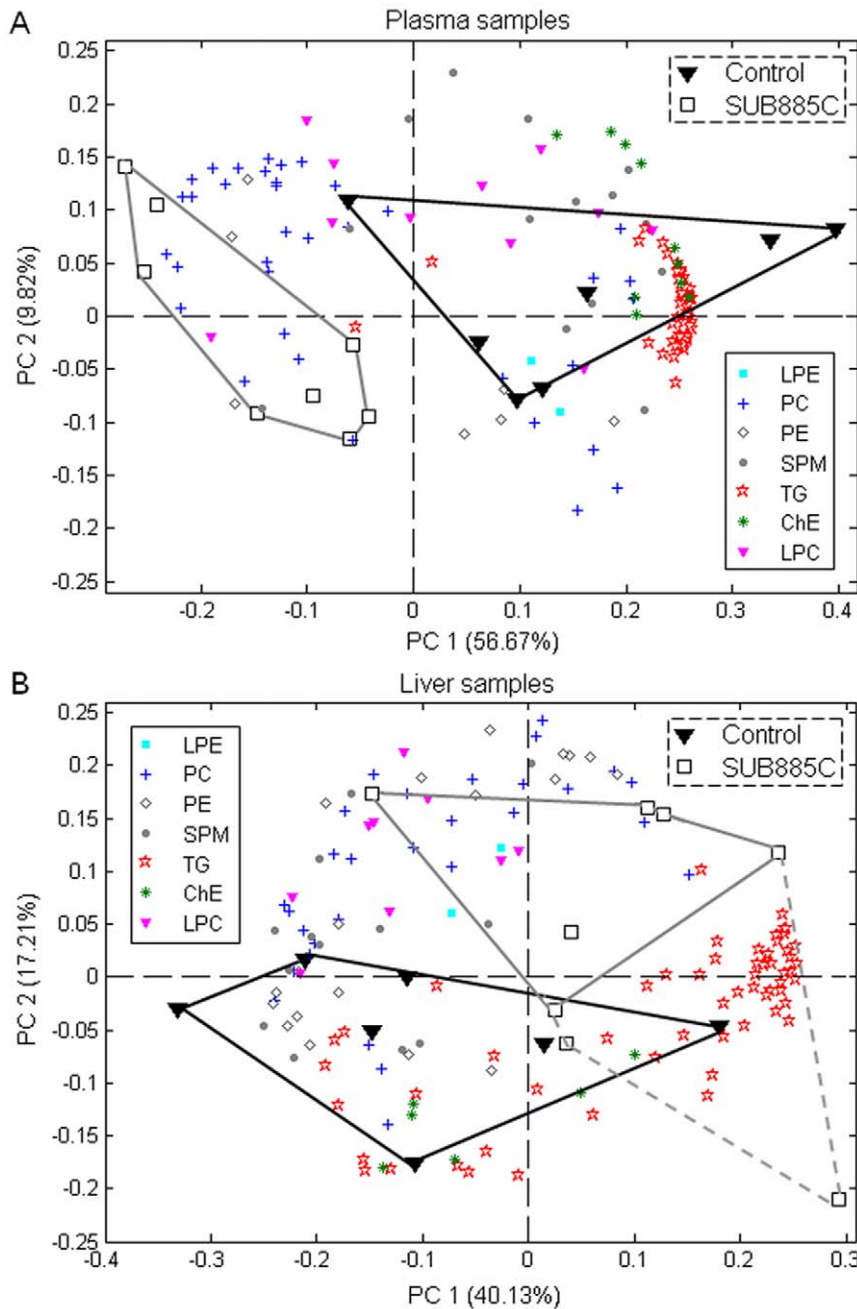 A
Plasma samples
0.25
0.2
0.15
0.1
0.05
0
-0.05
-0.1
-0.15
-0.2
-0.25
PC 2 (9.82%)
Control
SUB885C
LPE
PC
PE
SPM
TG
ChE
LPC
-0.2
-0.1
0
0.1
0.2
0.3
0.4
PC 1 (56.67%)
B
Liver samples
0.25
0.2
0.15
0.1
0.05
0
-0.05
-0.1
-0.15
-0.2
-0.25
PC 2 (17.21%)
LPE
PC
PE
SPM
TG
ChE
LPC
Control
SUB885C
-0.4
-0.3
-0.2
-0.1
0
0.1
0.2
0.3
PC 1 (40.13%)